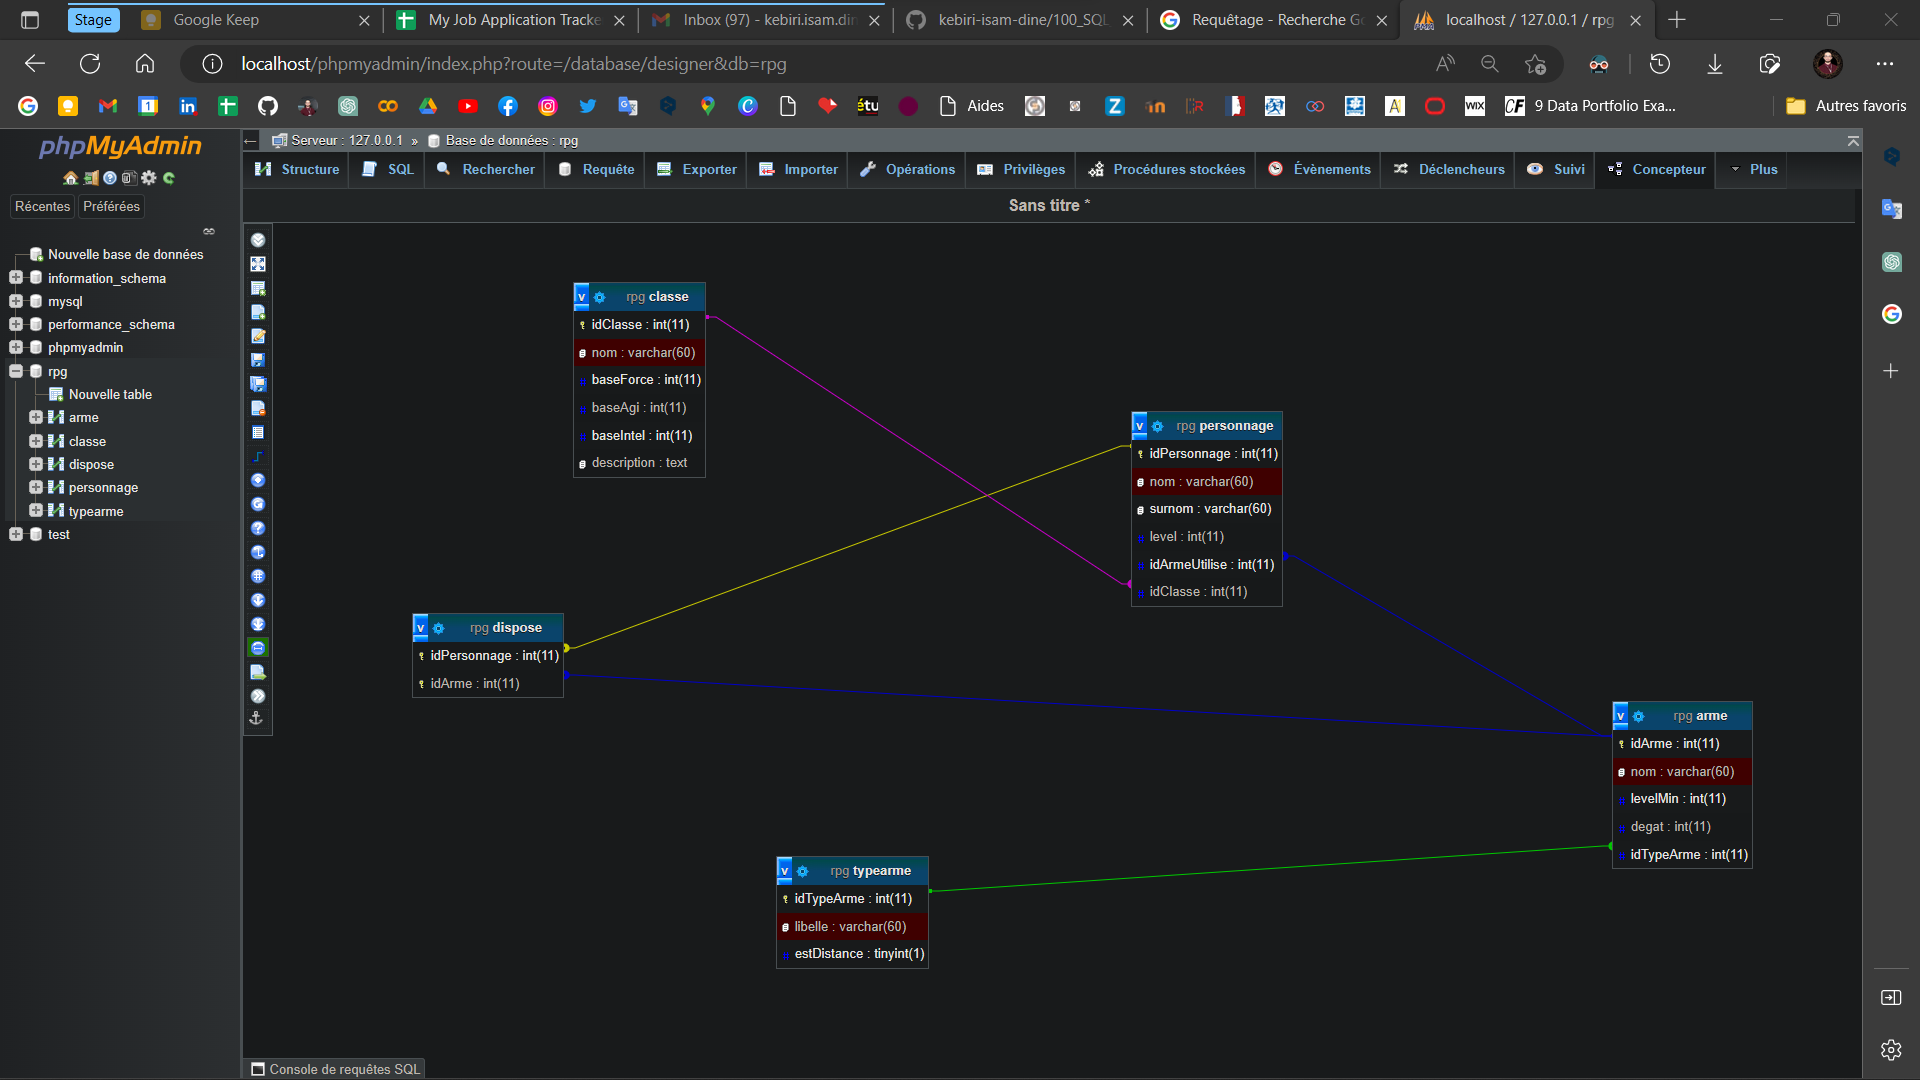 Stage
Google Keep
My Job Application Tracke
Inbox (97) - kebiri.isam.din
kebiri-isam-dine/100_SQL
Requêtage - Recherche Go
localhost / 127.0.0.1 / rpg
localhost/phpmyadmin/index.php?route=/database/designer&db=rpg
étu
Aides
WIX
CF
9 Data Portfolio Exa...
Autres favoris
phpMyAdmin
Récentes
Préférées
Nouvelle base de données
information_schema
mysql
performance_schema
phpmyadmin
rpg
Nouvelle table
arme
classe
dispose
personnage
typearme
test
Serveur : 127.0.0.1 » Base de données : rpg
Structure
SQL
Rechercher
Requête
Exporter
Importer
Opérations
Privilèges
Procédures stockées
Évènements
Déclencheurs
Suivi
Concepteur
Plus
Sans titre *
v rpg classe
idClasse : int(11)
nom : varchar(60)
baseForce : int(11)
baseAgi : int(11)
baseIntel : int(11)
description : text
v rpg personnage
idPersonnage : int(11)
nom : varchar(60)
surnom : varchar(60)
level : int(11)
idArmeUtilise : int(11)
idClasse : int(11)
v rpg dispose
idPersonnage : int(11)
idArme : int(11)
v rpg arme
idArme : int(11)
nom : varchar(60)
levelMin : int(11)
degat : int(11)
idTypeArme : int(11)
v rpg typearme
idTypeArme : int(11)
libelle : varchar(60)
estDistance : tinyint(1)
Console de requêtes SQL